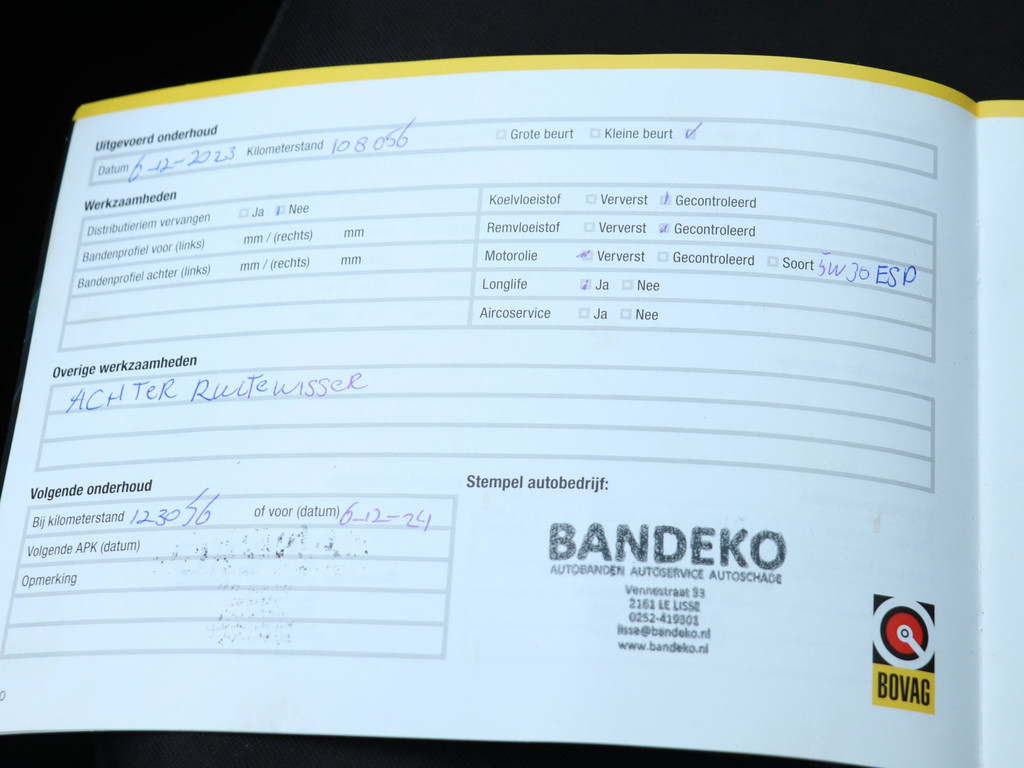 Uitgevoerd onderhoud
Datum 6-12-2023 Kilometerstand 108056 Grote beurt Kleine beurt
Werkzaamheden
Distributieriem vervangen Ja Nee
Bandenprofiel voor (links) mm / (rechts) mm
Bandenprofiel achter (links) mm / (rechts) mm
Koelvloeistof Ververst Gecontroleerd
Remvloeistof Ververst Gecontroleerd
Motorolie Ververst Gecontroleerd Soort 5W30 ESP
Longlife Ja Nee
Aircoservice Ja Nee
Overige werkzaamheden
ACHTER RUITEWISSER
Volgende onderhoud
Bij kilometerstand 123056 of voor (datum) 6-12-24
Volgende APK (datum)
Opmerking
Stempel autobedrijf:
BANDEKO
AUTOBANDEN AUTOSERVICE AUTOSCHADE
Vennestraat 33
2161 LE LISSE
0252-419303
lisse@bandeko.nl
www.bandeko.nl
BOVAG
0